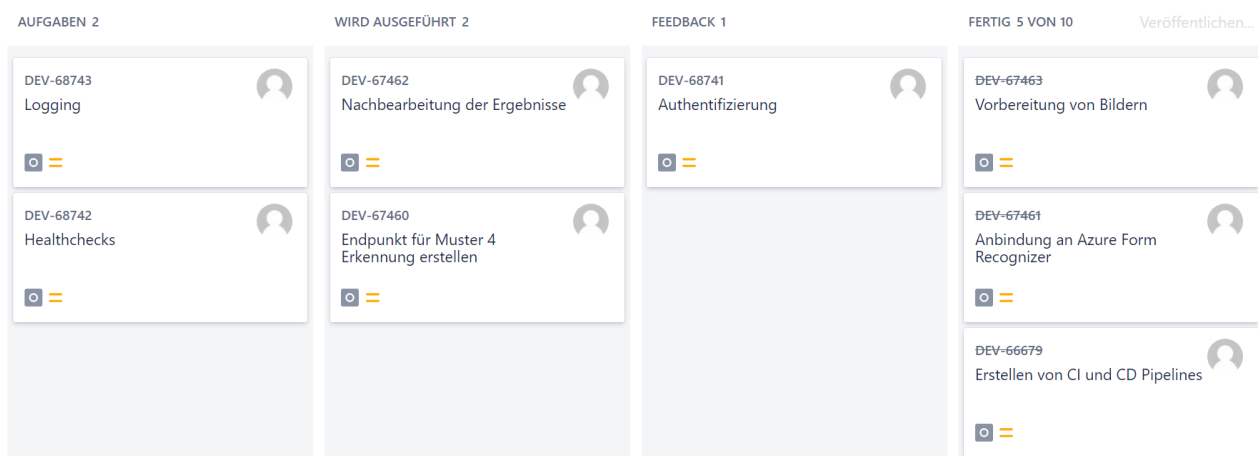 AUFGABEN 2
WIRD AUSGEFÜHRT 2
FEEDBACK 1
FERTIG 5 VON 10
Veröffentlichen...
DEV-68743
Logging
DEV-68742
Healthchecks
DEV-67462
Nachbearbeitung der Ergebnisse
DEV-67460
Endpunkt für Muster 4
Erkennung erstellen
DEV-68741
Authentifizierung
DEV-67463
Vorbereitung von Bildern
DEV-67461
Anbindung an Azure Form
Recognizer
DEV-66679
Erstellen von CI und CD Pipelines